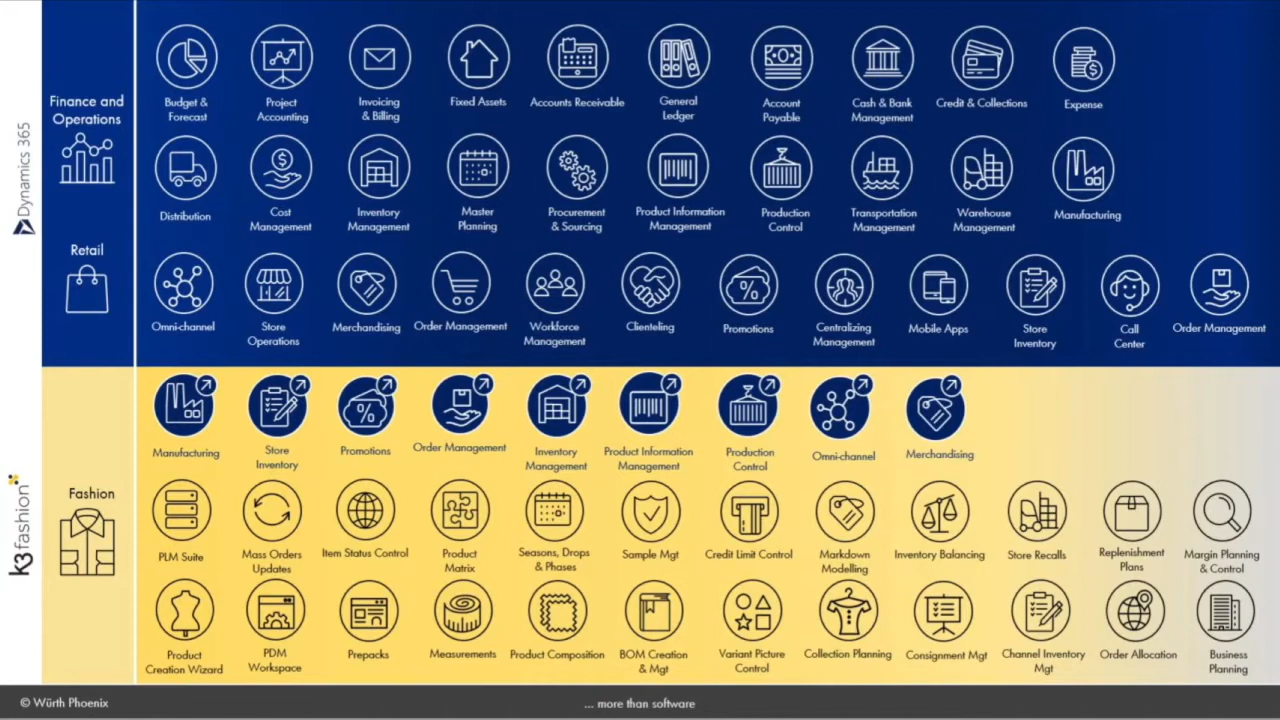 Dynamics 365
Finance and
Operations
Budget &
Forecast
Project
Accounting
Invoicing
& Billing
Fixed Assets
Accounts Receivable
General
Ledger
Account
Payable
Cash & Bank
Management
Credit & Collections
Expense
Distribution
Cost
Management
Inventory
Management
Master
Planning
Procurement
& Sourcing
Product Information
Management
Production
Control
Transportation
Management
Warehouse
Management
Manufacturing
Retail
Omni-channel
Store
Operations
Merchandising
Order Management
Workforce
Management
Clienteling
Promotions
Centralizing
Management
Mobile Apps
Store
Inventory
Call
Center
Order Management
k3 fashion
Fashion
Manufacturing
Store
Inventory
Promotions
Order Management
Inventory
Management
Product Information
Management
Production
Control
Omni-channel
Merchandising
PLM Suite
Mass Orders
Updates
Item Status Control
Product
Matrix
Seasons, Drops
& Phases
Sample Mgt
Credit Limit Control
Markdown
Modelling
Inventory Balancing
Store Recalls
Replenishment
Plans
Margin Planning
& Control
Product
Creation Wizard
PDM
Workspace
Prepacks
Measurements
Product Composition
BOM Creation
& Mgt
Variant Picture
Control
Collection Planning
Consignment Mgt
Channel Inventory
Mgt
Order Allocation
Business
Planning
© Würth Phoenix
... more than software